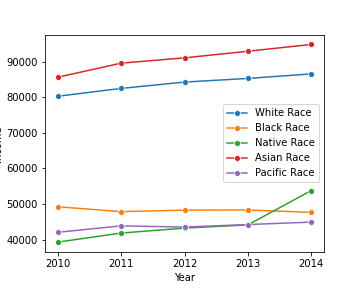 90000
80000
70000
60000
50000
40000
2010
2011
2012
2013
2014
Year
White Race
Black Race
Native Race
Asian Race
Pacific Race